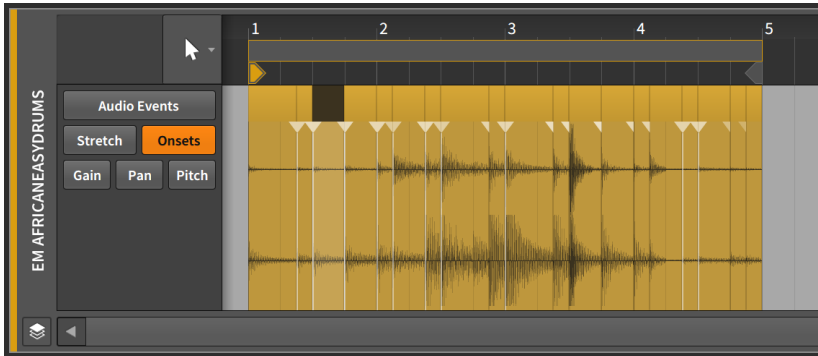 1 2 3 4 5
EM AFRICANEASYDRUMS
Audio Events
Stretch Onsets
Gain Pan Pitch